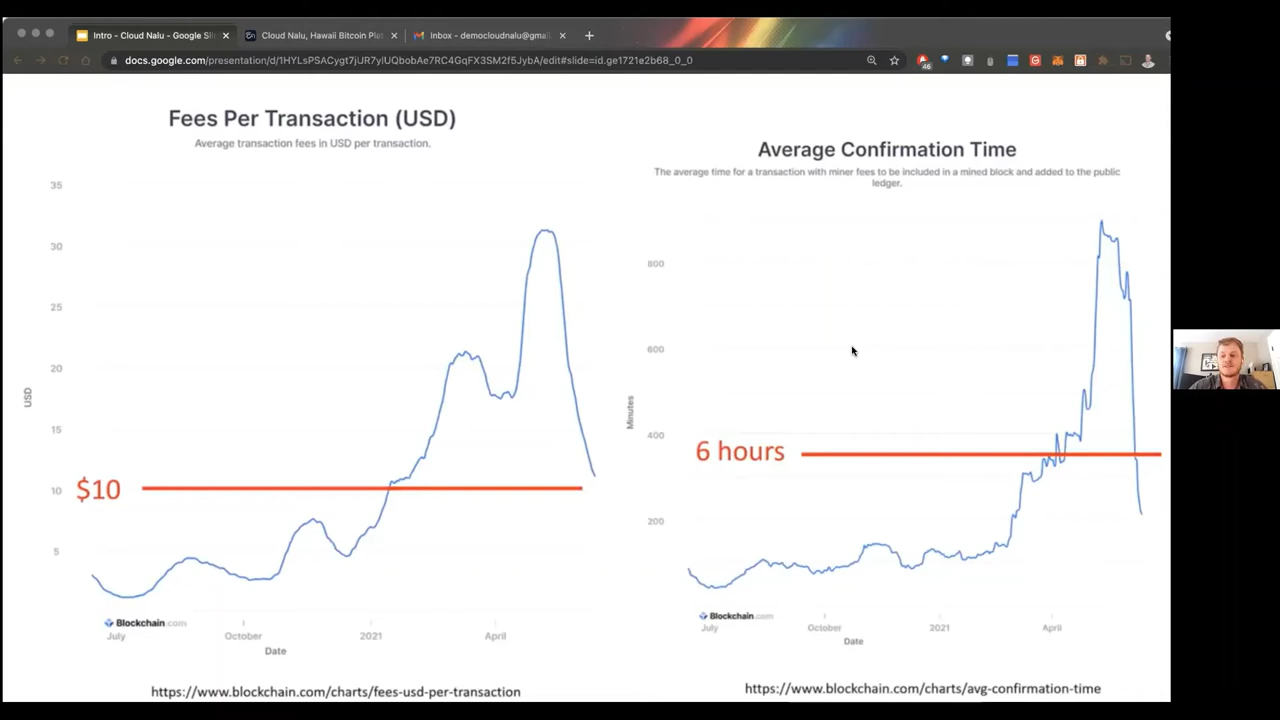 Intro - Cloud Nalu - Google Sli
Cloud Nalu, Hawaii Bitcoin Pla
Inbox - democloudnalu@gmai
docs.google.com/presentation/d/1HYLsPSACygt7jUR7ylUQbobAe7RC4GqFX3SM2f5JybA/edit#slide=id.ge1721e2b68_0_0
46
Fees Per Transaction (USD)
Average transaction fees in USD per transaction.
35
30
25
20
15
10
5
USD
$10
Blockchain.com
July
October
2021
April
Date
https://www.blockchain.com/charts/fees-usd-per-transaction
Average Confirmation Time
The average time for a transaction with miner fees to be included in a mined block and added to the public
ledger.
800
600
400
200
Minutes
6 hours
Blockchain.com
July
October
2021
April
Date
https://www.blockchain.com/charts/avg-confirmation-time